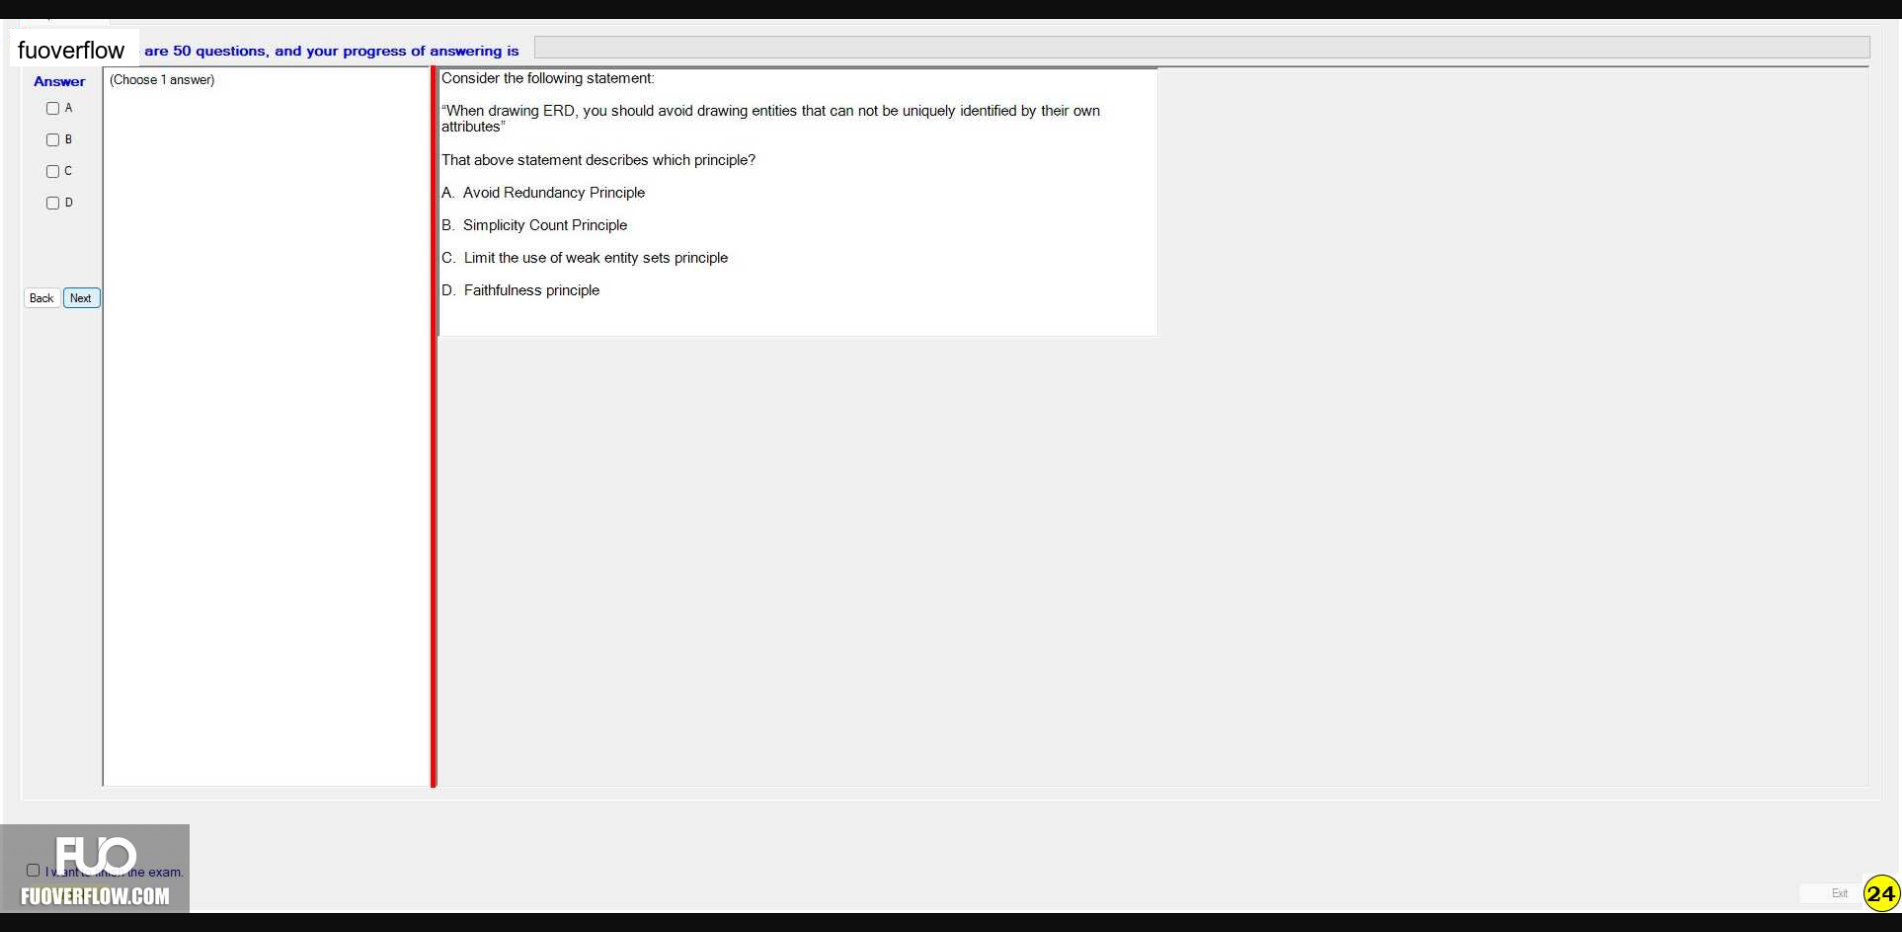 fuoverflow are 50 questions, and your progress of answering is
Answer
A
B
C
D
Back Next
(Choose 1 answer)
Consider the following statement:
“When drawing ERD, you should avoid drawing entities that can not be uniquely identified by their own
attributes”
That above statement describes which principle?
A. Avoid Redundancy Principle
B. Simplicity Count Principle
C. Limit the use of weak entity sets principle
D. Faithfulness principle
FUO
I want the exam.
FUOVERFLOW.COM
Exit 24